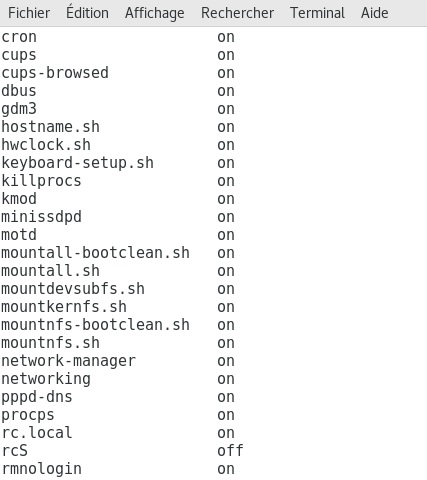 Fichier Édition Affichage Rechercher Terminal Aide
cron on
cups on
cups-browsed on
dbus on
gdm3 on
hostname.sh on
hwclock.sh on
keyboard-setup.sh on
killprocs on
kmod on
minissdpd on
motd on
mountall-bootclean.sh on
mountall.sh on
mountdevsubfs.sh on
mountkernfs.sh on
mountnfs-bootclean.sh on
mountnfs.sh on
network-manager on
networking on
pppd-dns on
procps on
rc.local on
rcS off
rmnologin on